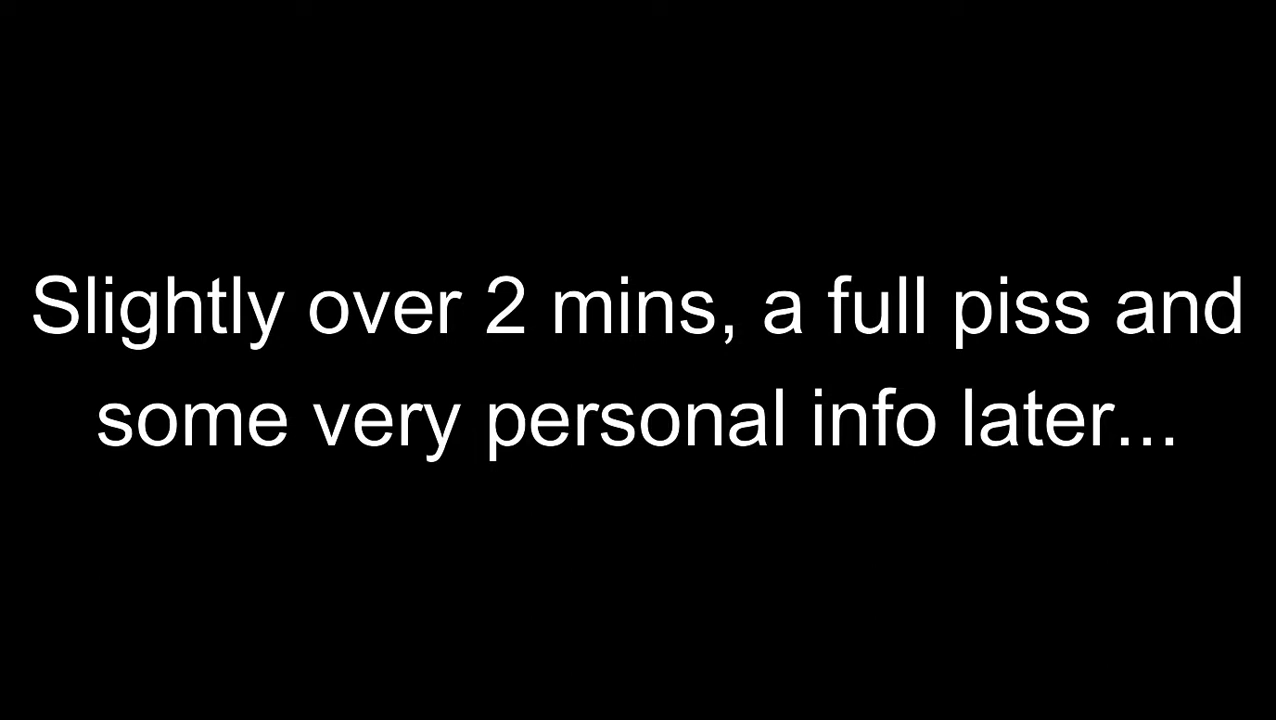 Slightly over 2 mins, a full piss and
some very personal info later...